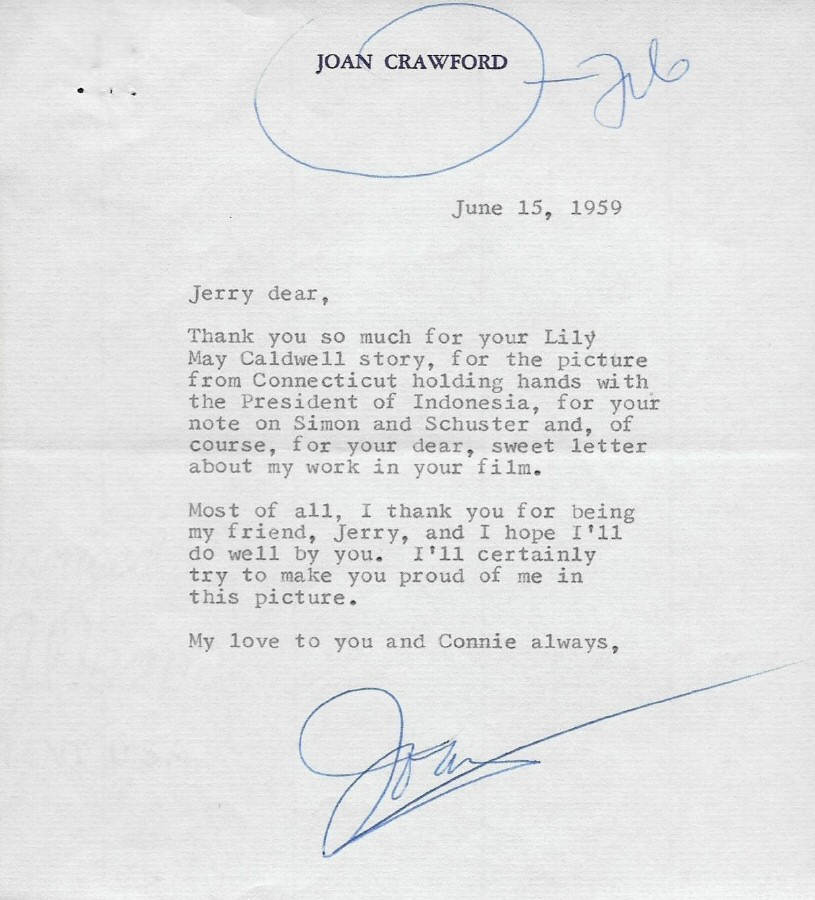 JOAN CRAWFORD
June 15, 1959
Jerry dear,
Thank you so much for your Lily
May Caldwell story, for the picture
from Connecticut holding hands with
the President of Indonesia, for your
note on Simon and Schuster and, of
course, for your dear, sweet letter
about my work in your film.
Most of all, I thank you for being
my friend, Jerry, and I hope I'll
do well by you.  I'll certainly
try to make you proud of me in
this picture.
My love to you and Connie always,
Joan